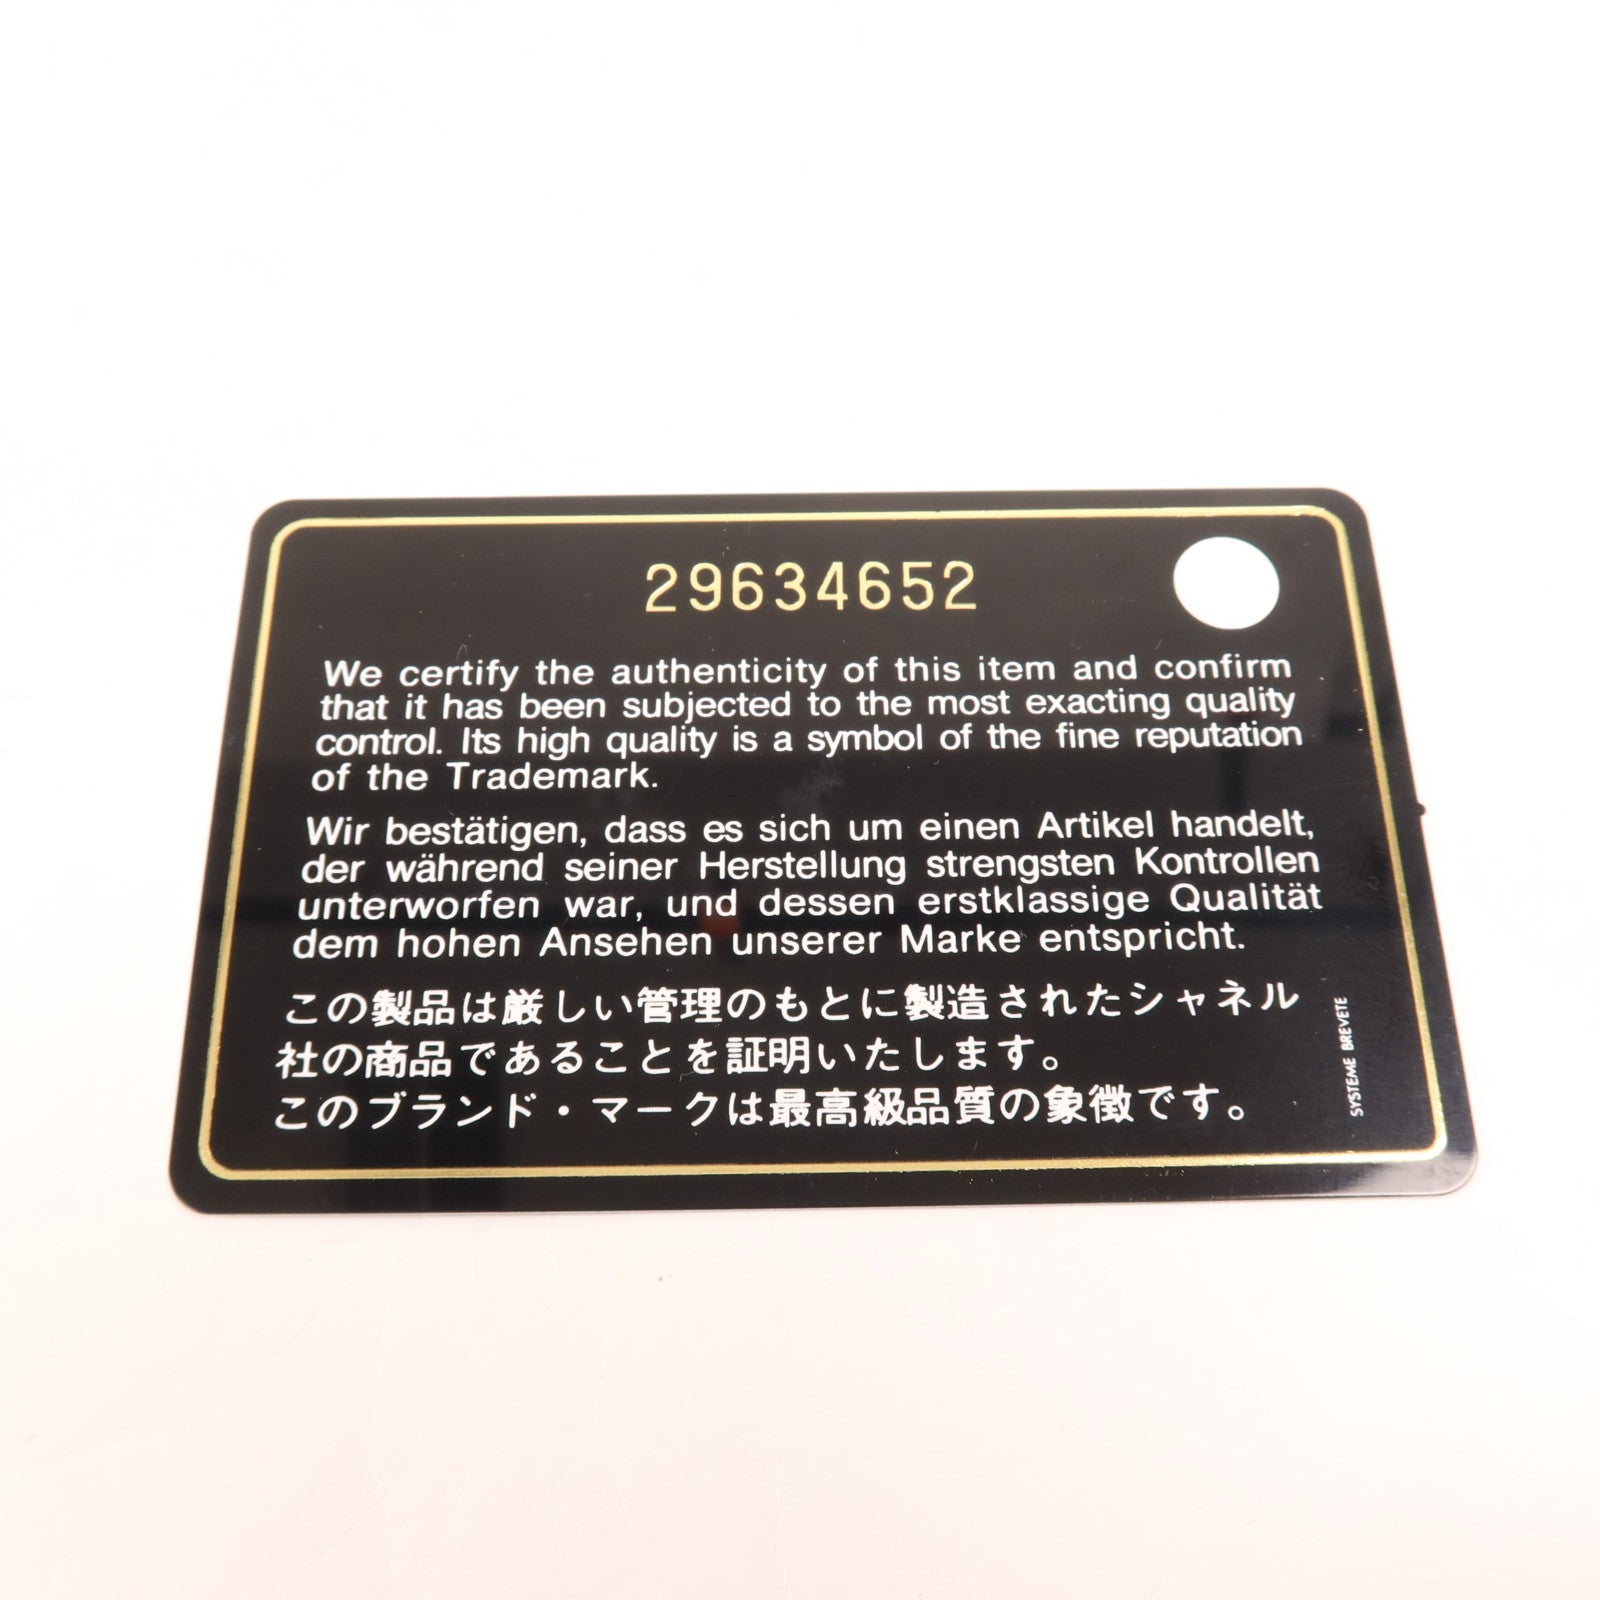 29634652
We certify the authenticity of this item and confirm
that it has been subjected to the most exacting quality
control. Its high quality is a symbol of the fine reputation
of the Trademark.
Wir bestätigen, dass es sich um einen Artikel handelt,
der während seiner Herstellung strengsten Kontrollen
unterworfen war, und dessen erstklassige Qualität
dem hohen Ansehen unserer Marke entspricht.
この製品は厳しい管理のもとに製造されたシャネル
社の商品であることを証明いたします。
このブランド・マークは最高級品質の象徴です。
SYSTEME BREVETE